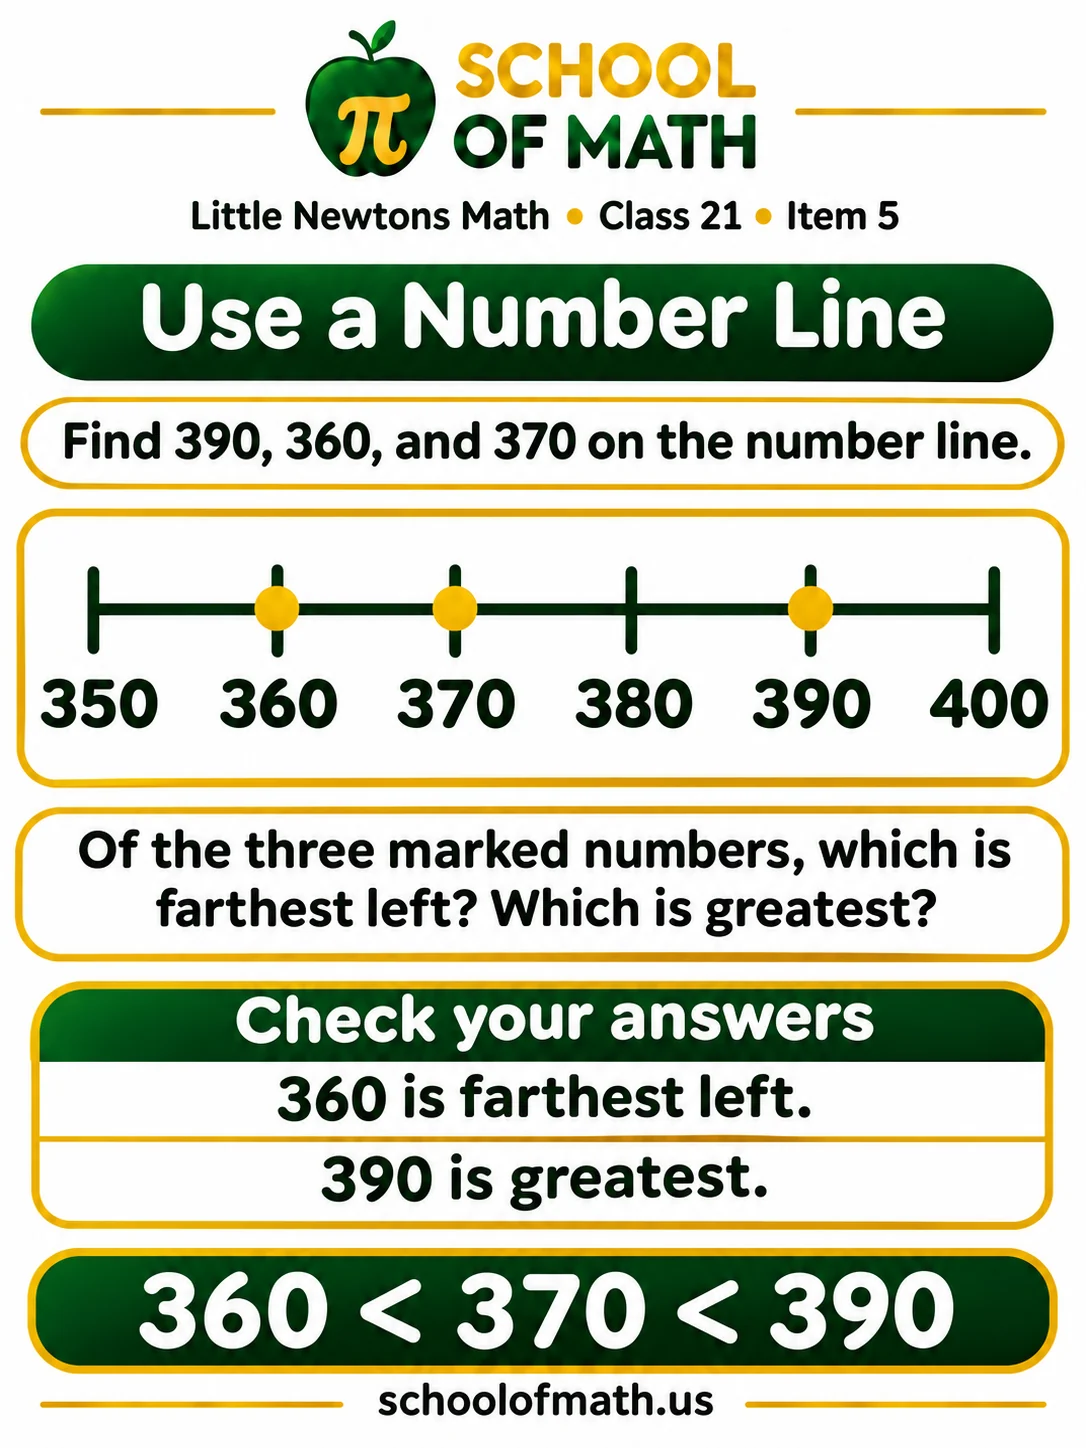 π
SCHOOL
OF MATH
Little Newtons Math • Class 21 • Item 5
Use a Number Line
Find 390, 360, and 370 on the number line.
350 360 370 380 390 400
Of the three marked numbers, which is
farthest left? Which is greatest?
Check your answers
360 is farthest left.
390 is greatest.
360 < 370 < 390
schoolofmath.us